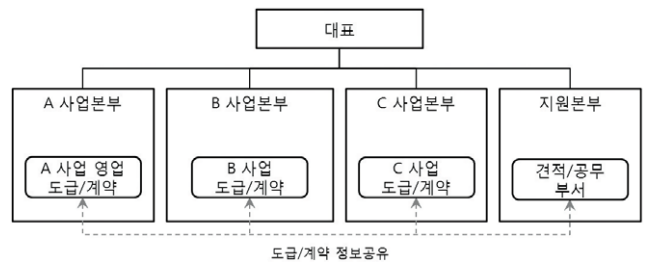 대표
A 사업본부
B 사업본부
C 사업본부
지원본부
A 사업 영업
도급/계약
B 사업
도급/계약
C 사업
도급/계약
견적/공무
부서
도급/계약 정보공유